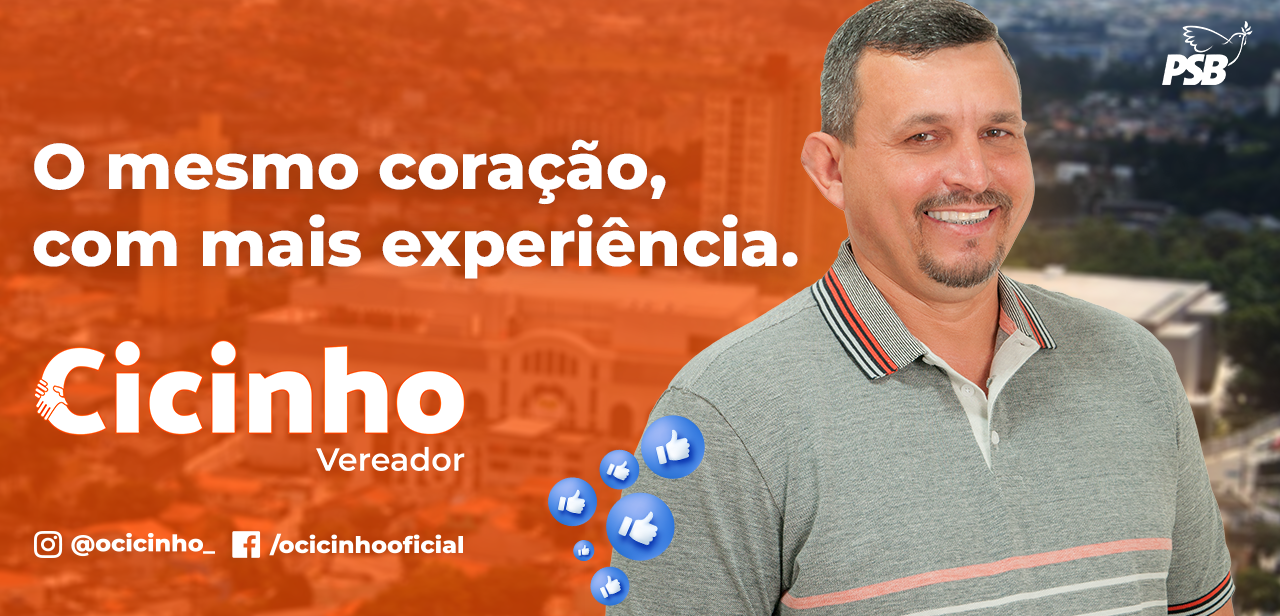 PSB
O mesmo coração,
com mais experiência.
Cicinho
Vereador
@ocicinho_ /ocicinhooficial